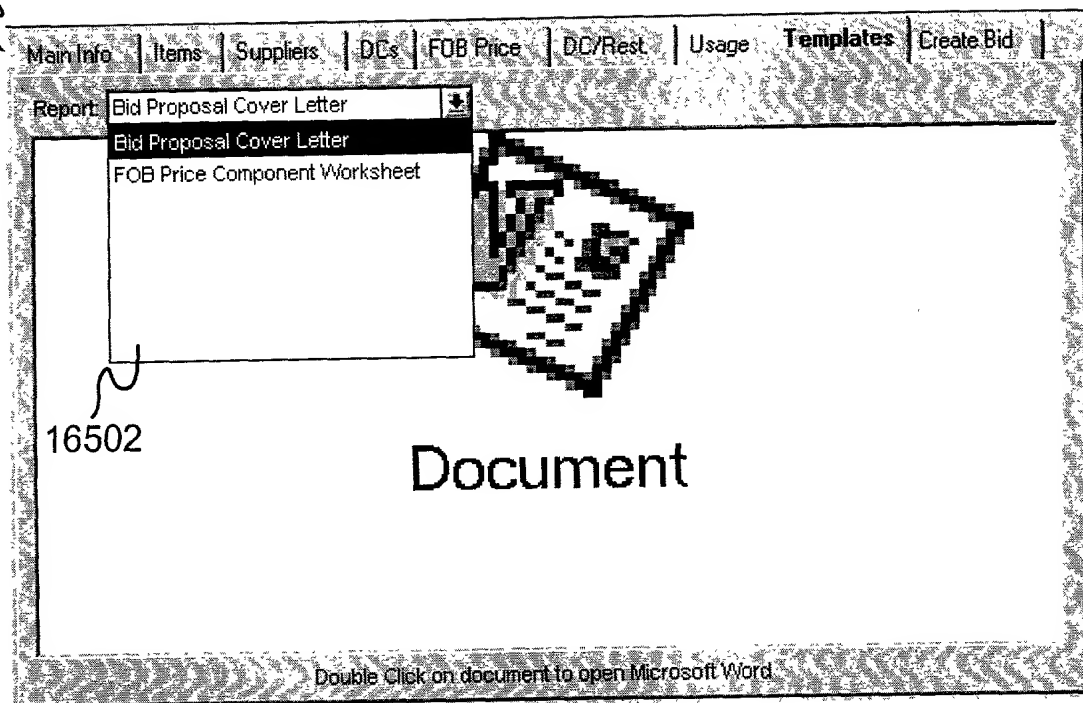 Main Info Items Suppliers DCs FOB Price DC/Rest. Usage Templates Create Bid
Report: Bid Proposal Cover Letter
Bid Proposal Cover Letter
FOB Price Component Worksheet
16502
Document
Double Click on document to open Microsoft Word